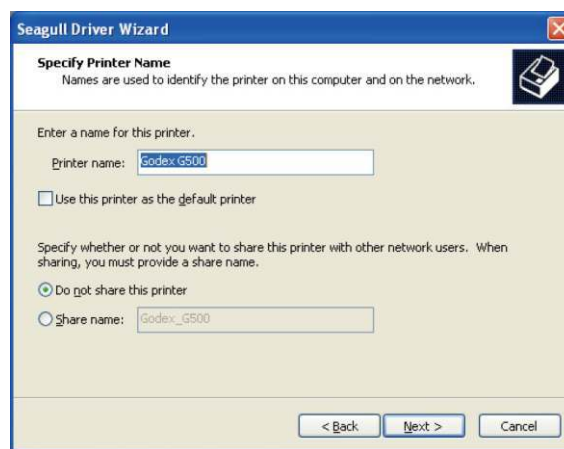 Seagull Driver Wizard
Specify Printer Name
Names are used to identify the printer on this computer and on the network.
Enter a name for this printer.
Printer name: Godex G500
Use this printer as the default printer
Specify whether or not you want to share this printer with other network users. When
sharing, you must provide a share name.
Do not share this printer
Share name: Godex_G500
< Back Next > Cancel